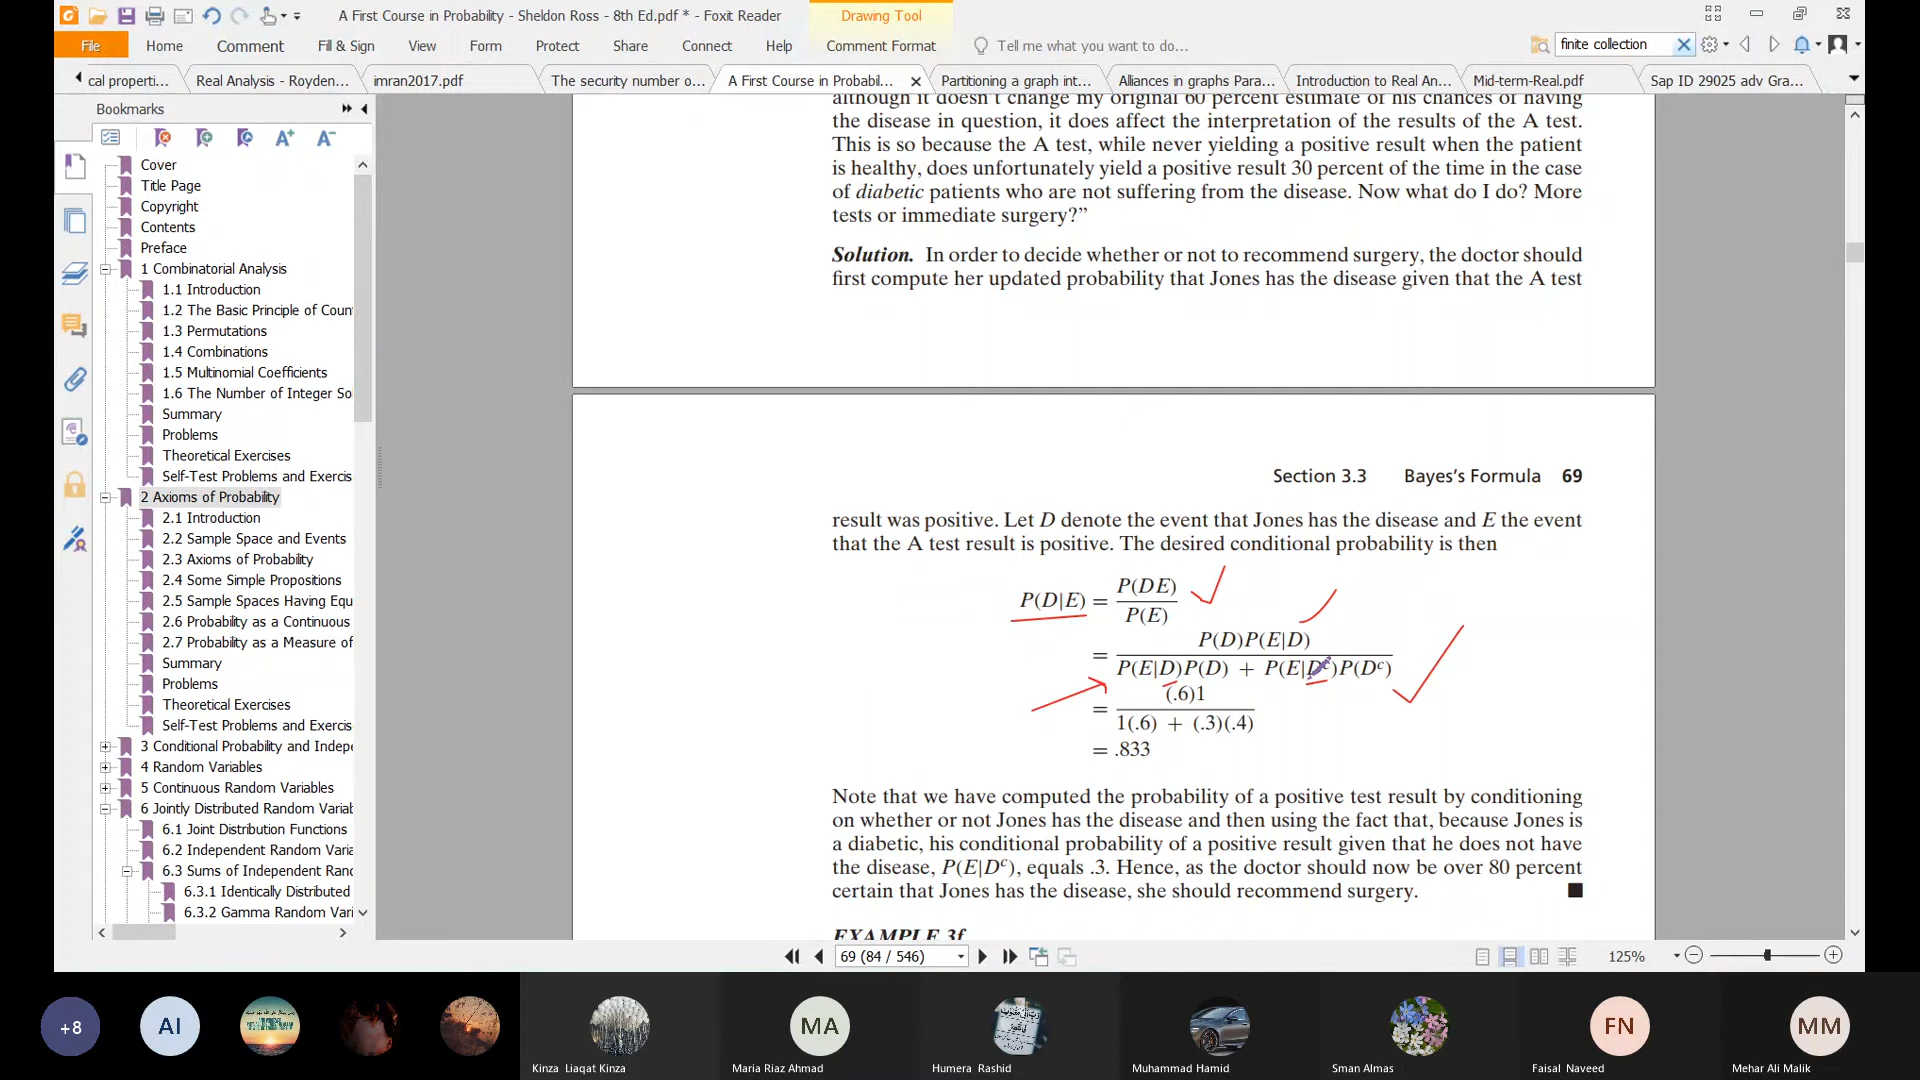 A First Course in Probability - Sheldon Ross - 8th Ed.pdf * - Foxit Reader
Drawing Tool
File
Home
Comment
Fill & Sign
View
Form
Protect
Share
Connect
Help
Comment Format
Tell me what you want to do...
finite collection
cal properti...
Real Analysis - Royden...
imran2017.pdf
The security number o...
A First Course in Probabil...
Partitioning a graph int...
Alliances in graphs Para...
Introduction to Real An...
Mid-term-Real.pdf
Sap ID 29025 adv Gra...
Bookmarks
Cover
Title Page
Copyright
Contents
Preface
1 Combinatorial Analysis
1.1 Introduction
1.2 The Basic Principle of Coun
1.3 Permutations
1.4 Combinations
1.5 Multinomial Coefficients
1.6 The Number of Integer So
Summary
Problems
Theoretical Exercises
Self-Test Problems and Exercis
2 Axioms of Probability
2.1 Introduction
2.2 Sample Space and Events
2.3 Axioms of Probability
2.4 Some Simple Propositions
2.5 Sample Spaces Having Equ
2.6 Probability as a Continuous
2.7 Probability as a Measure of
Summary
Problems
Theoretical Exercises
Self-Test Problems and Exercis
3 Conditional Probability and Indepe
4 Random Variables
5 Continuous Random Variables
6 Jointly Distributed Random Variab
6.1 Joint Distribution Functions
6.2 Independent Random Varia
6.3 Sums of Independent Rand
6.3.1 Identically Distributed
6.3.2 Gamma Random Vari
although it doesn't change my original 60 percent estimate of his chances of having
the disease in question, it does affect the interpretation of the results of the A test.
This is so because the A test, while never yielding a positive result when the patient
is healthy, does unfortunately yield a positive result 30 percent of the time in the case
of diabetic patients who are not suffering from the disease. Now what do I do? More
tests or immediate surgery?”
Solution. In order to decide whether or not to recommend surgery, the doctor should
first compute her updated probability that Jones has the disease given that the A test
Section 3.3 Bayes's Formula 69
result was positive. Let D denote the event that Jones has the disease and E the event
that the A test result is positive. The desired conditional probability is then
P(D|E) = P(DE)
P(E)
= P(D)P(E|D)
P(E|D)P(D) + P(E|Dᶜ)P(Dᶜ)
= (.6)1
1(.6) + (.3)(.4)
= .833
Note that we have computed the probability of a positive test result by conditioning
on whether or not Jones has the disease and then using the fact that, because Jones is
a diabetic, his conditional probability of a positive result given that he does not have
the disease, P(E|Dᶜ), equals .3. Hence, as the doctor should now be over 80 percent
certain that Jones has the disease, she should recommend surgery.
EXAMPLE 3f
69 (84 / 546)
125%
+8
AI
MA
FN
MM
Kinza Liaqat Kinza
Maria Riaz Ahmad
Humera Rashid
Muhammad Hamid
Sman Almas
Faisal Naveed
Mehar Ali Malik